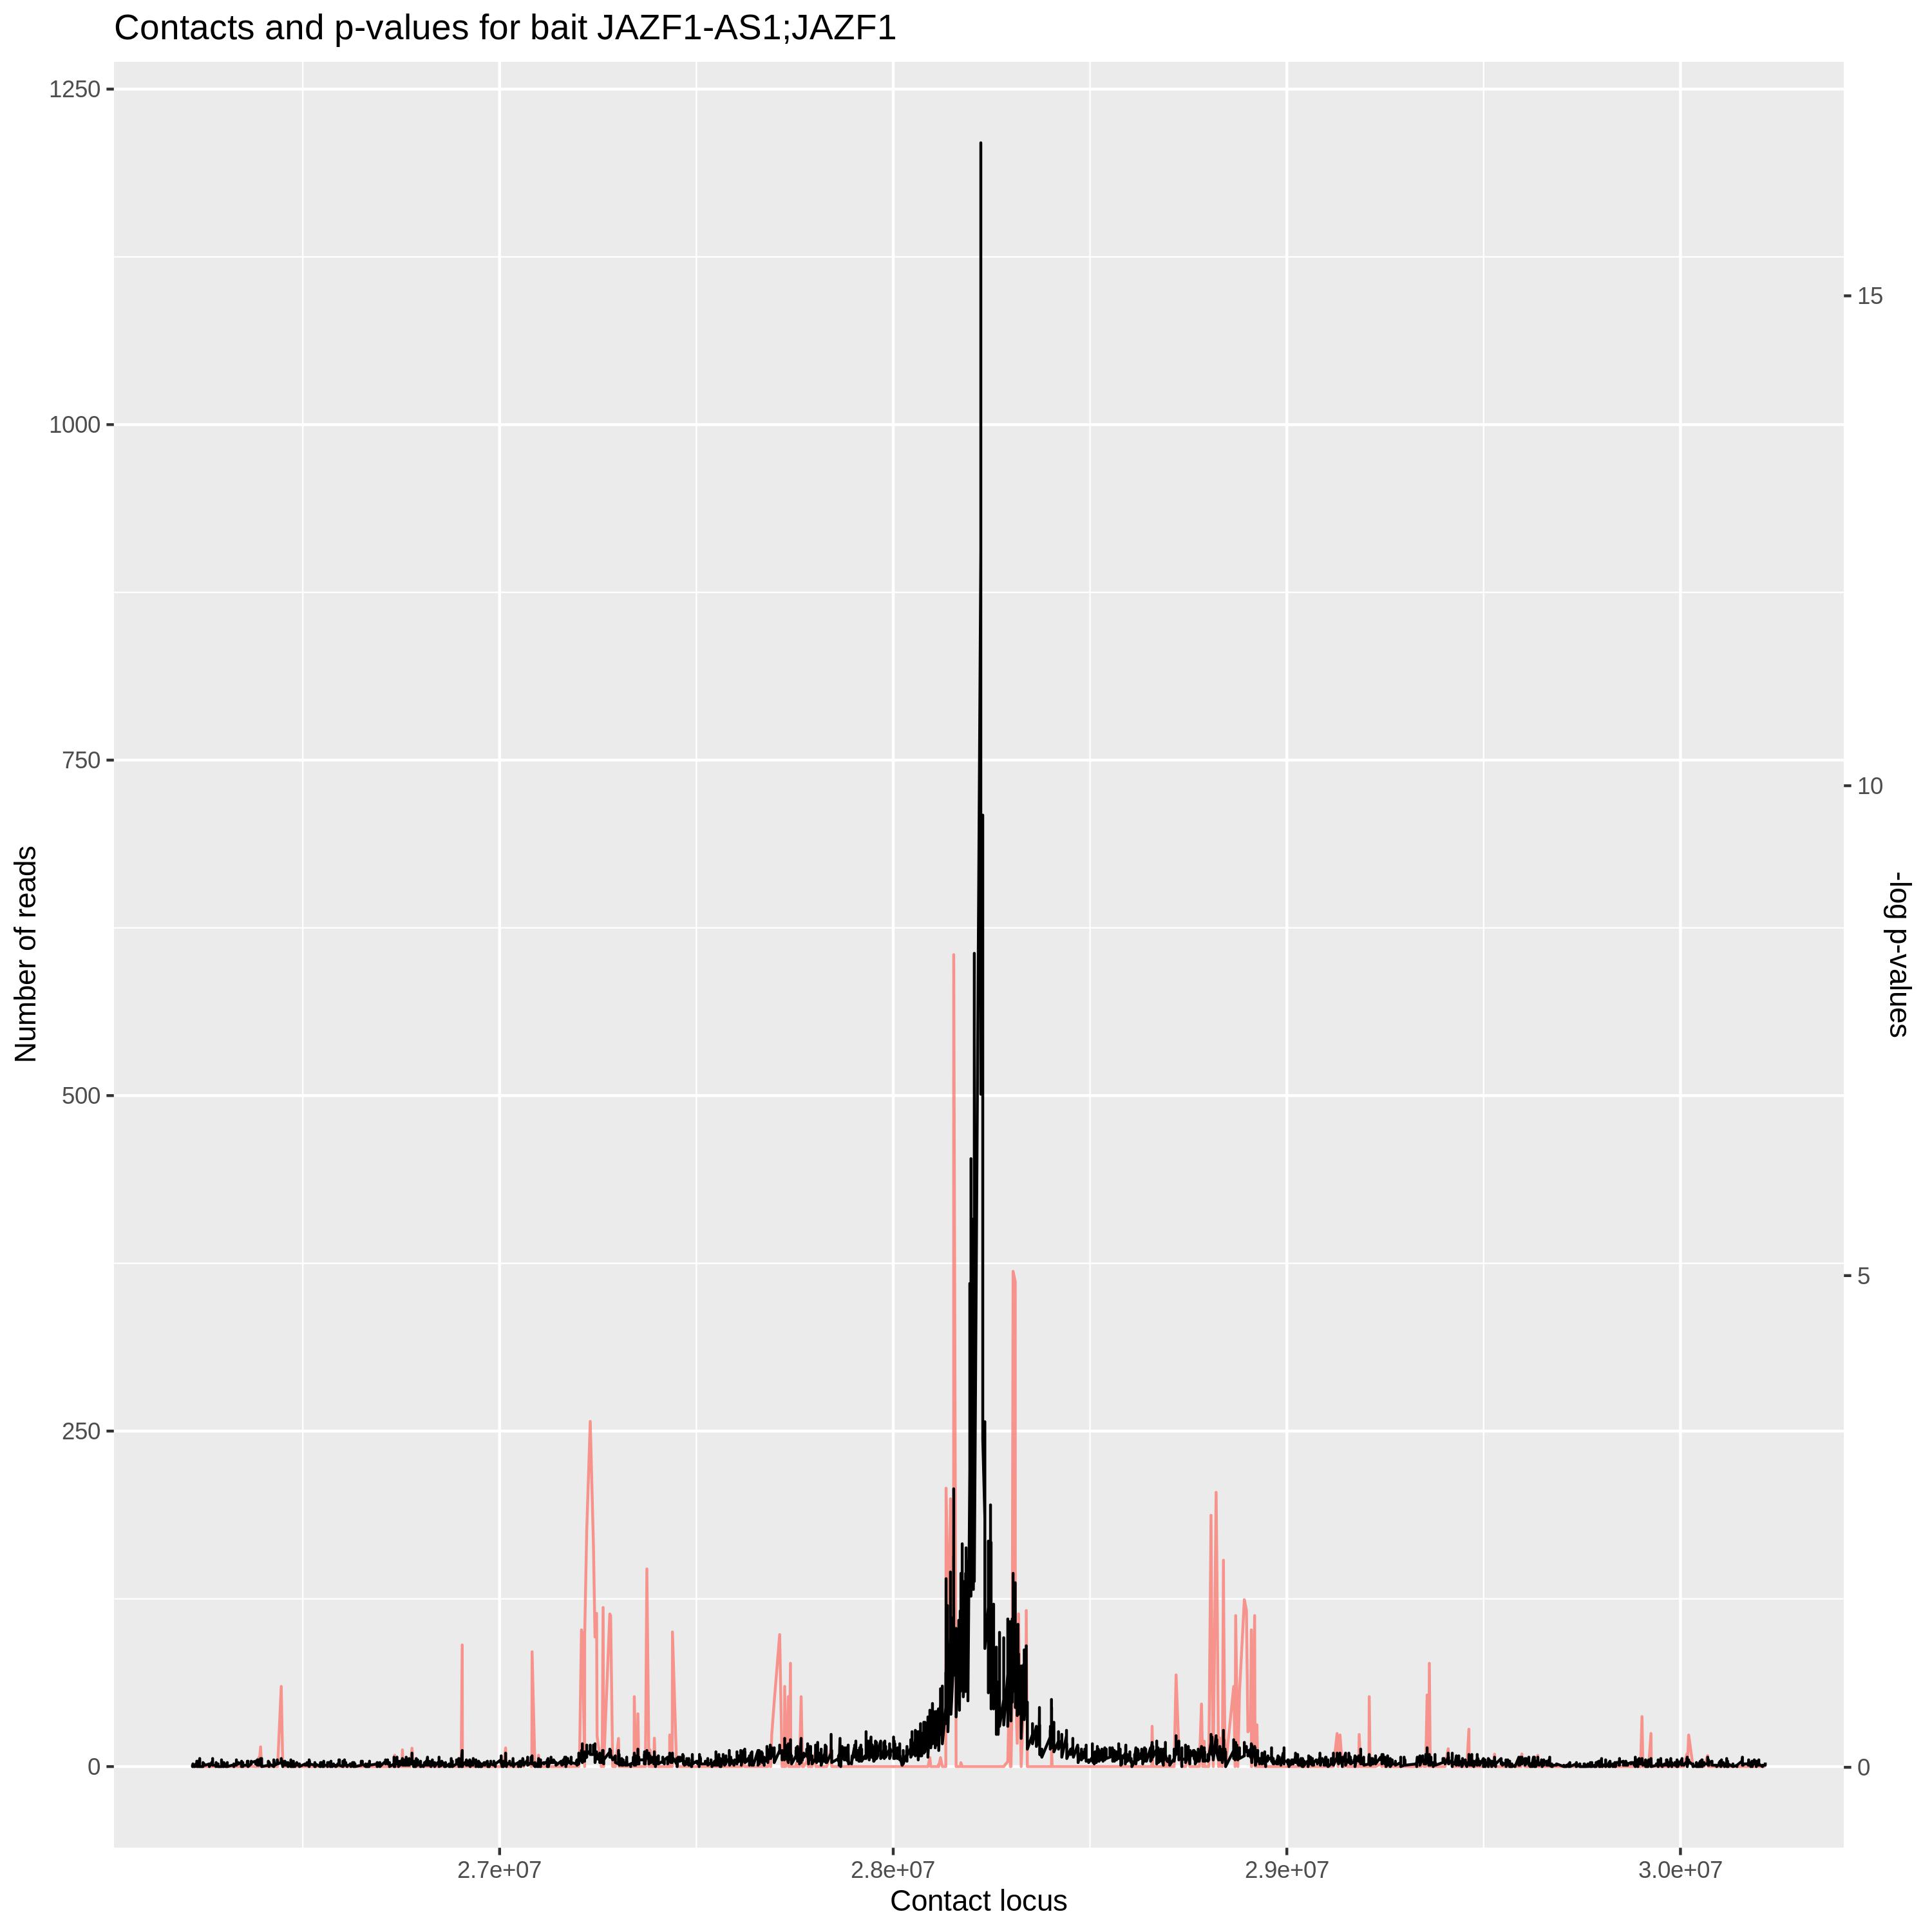 Contacts and p-values for bait JAZF1-AS1;JAZF1
1250
1000
750
500
250
0
Number of reads
15
10
5
0
-log p-values
2.7e+07
2.8e+07
2.9e+07
3.0e+07
Contact locus